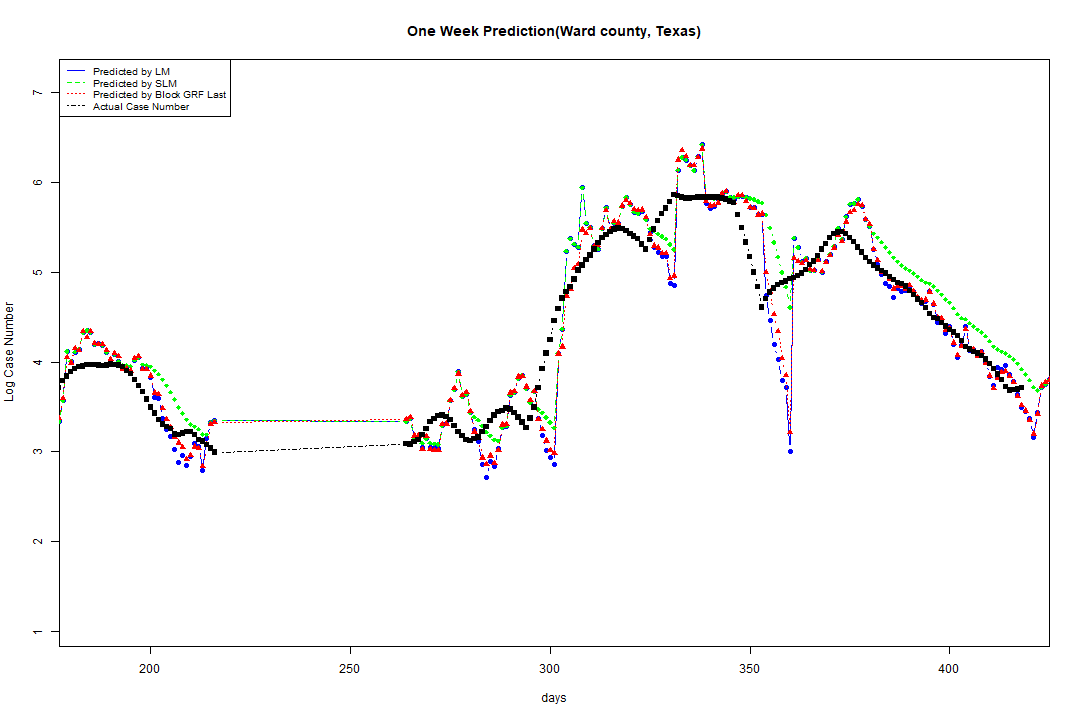 One Week Prediction(Ward county, Texas)
Predicted by LM
Predicted by SLM
Predicted by Block GRF Last
Actual Case Number
7
6
5
4
3
2
1
Log Case Number
200 250 300 350 400
days